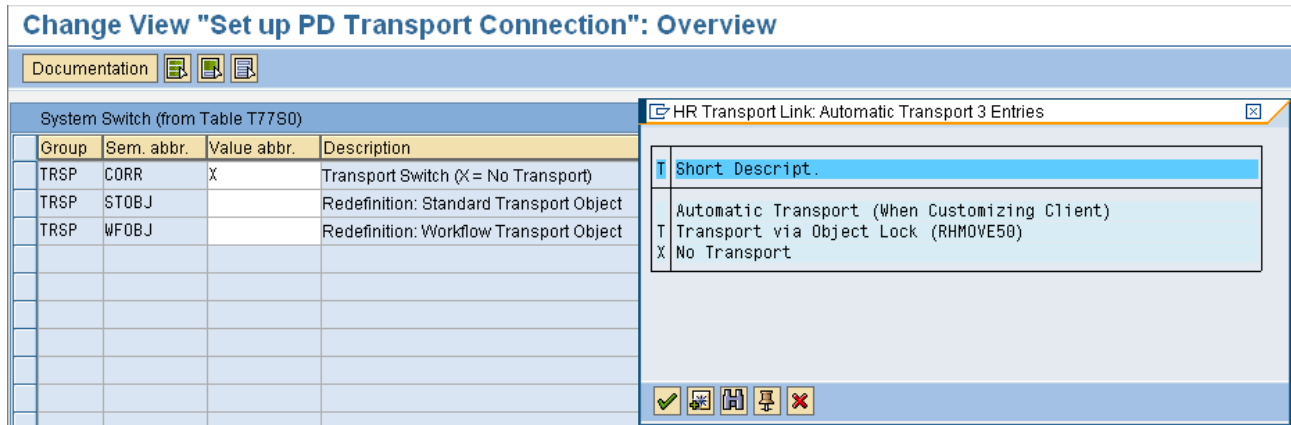 Change View "Set up PD Transport Connection": Overview
Documentation
System Switch (from Table T77S0)
Group Sem. abbr. Value abbr. Description
TRSP CORR X Transport Switch (X = No Transport)
TRSP STOBJ Redefinition: Standard Transport Object
TRSP WFOBJ Redefinition: Workflow Transport Object
HR Transport Link: Automatic Transport 3 Entries
T Short Descript.
Automatic Transport (When Customizing Client)
T Transport via Object Lock (RHMOVE50)
X No Transport